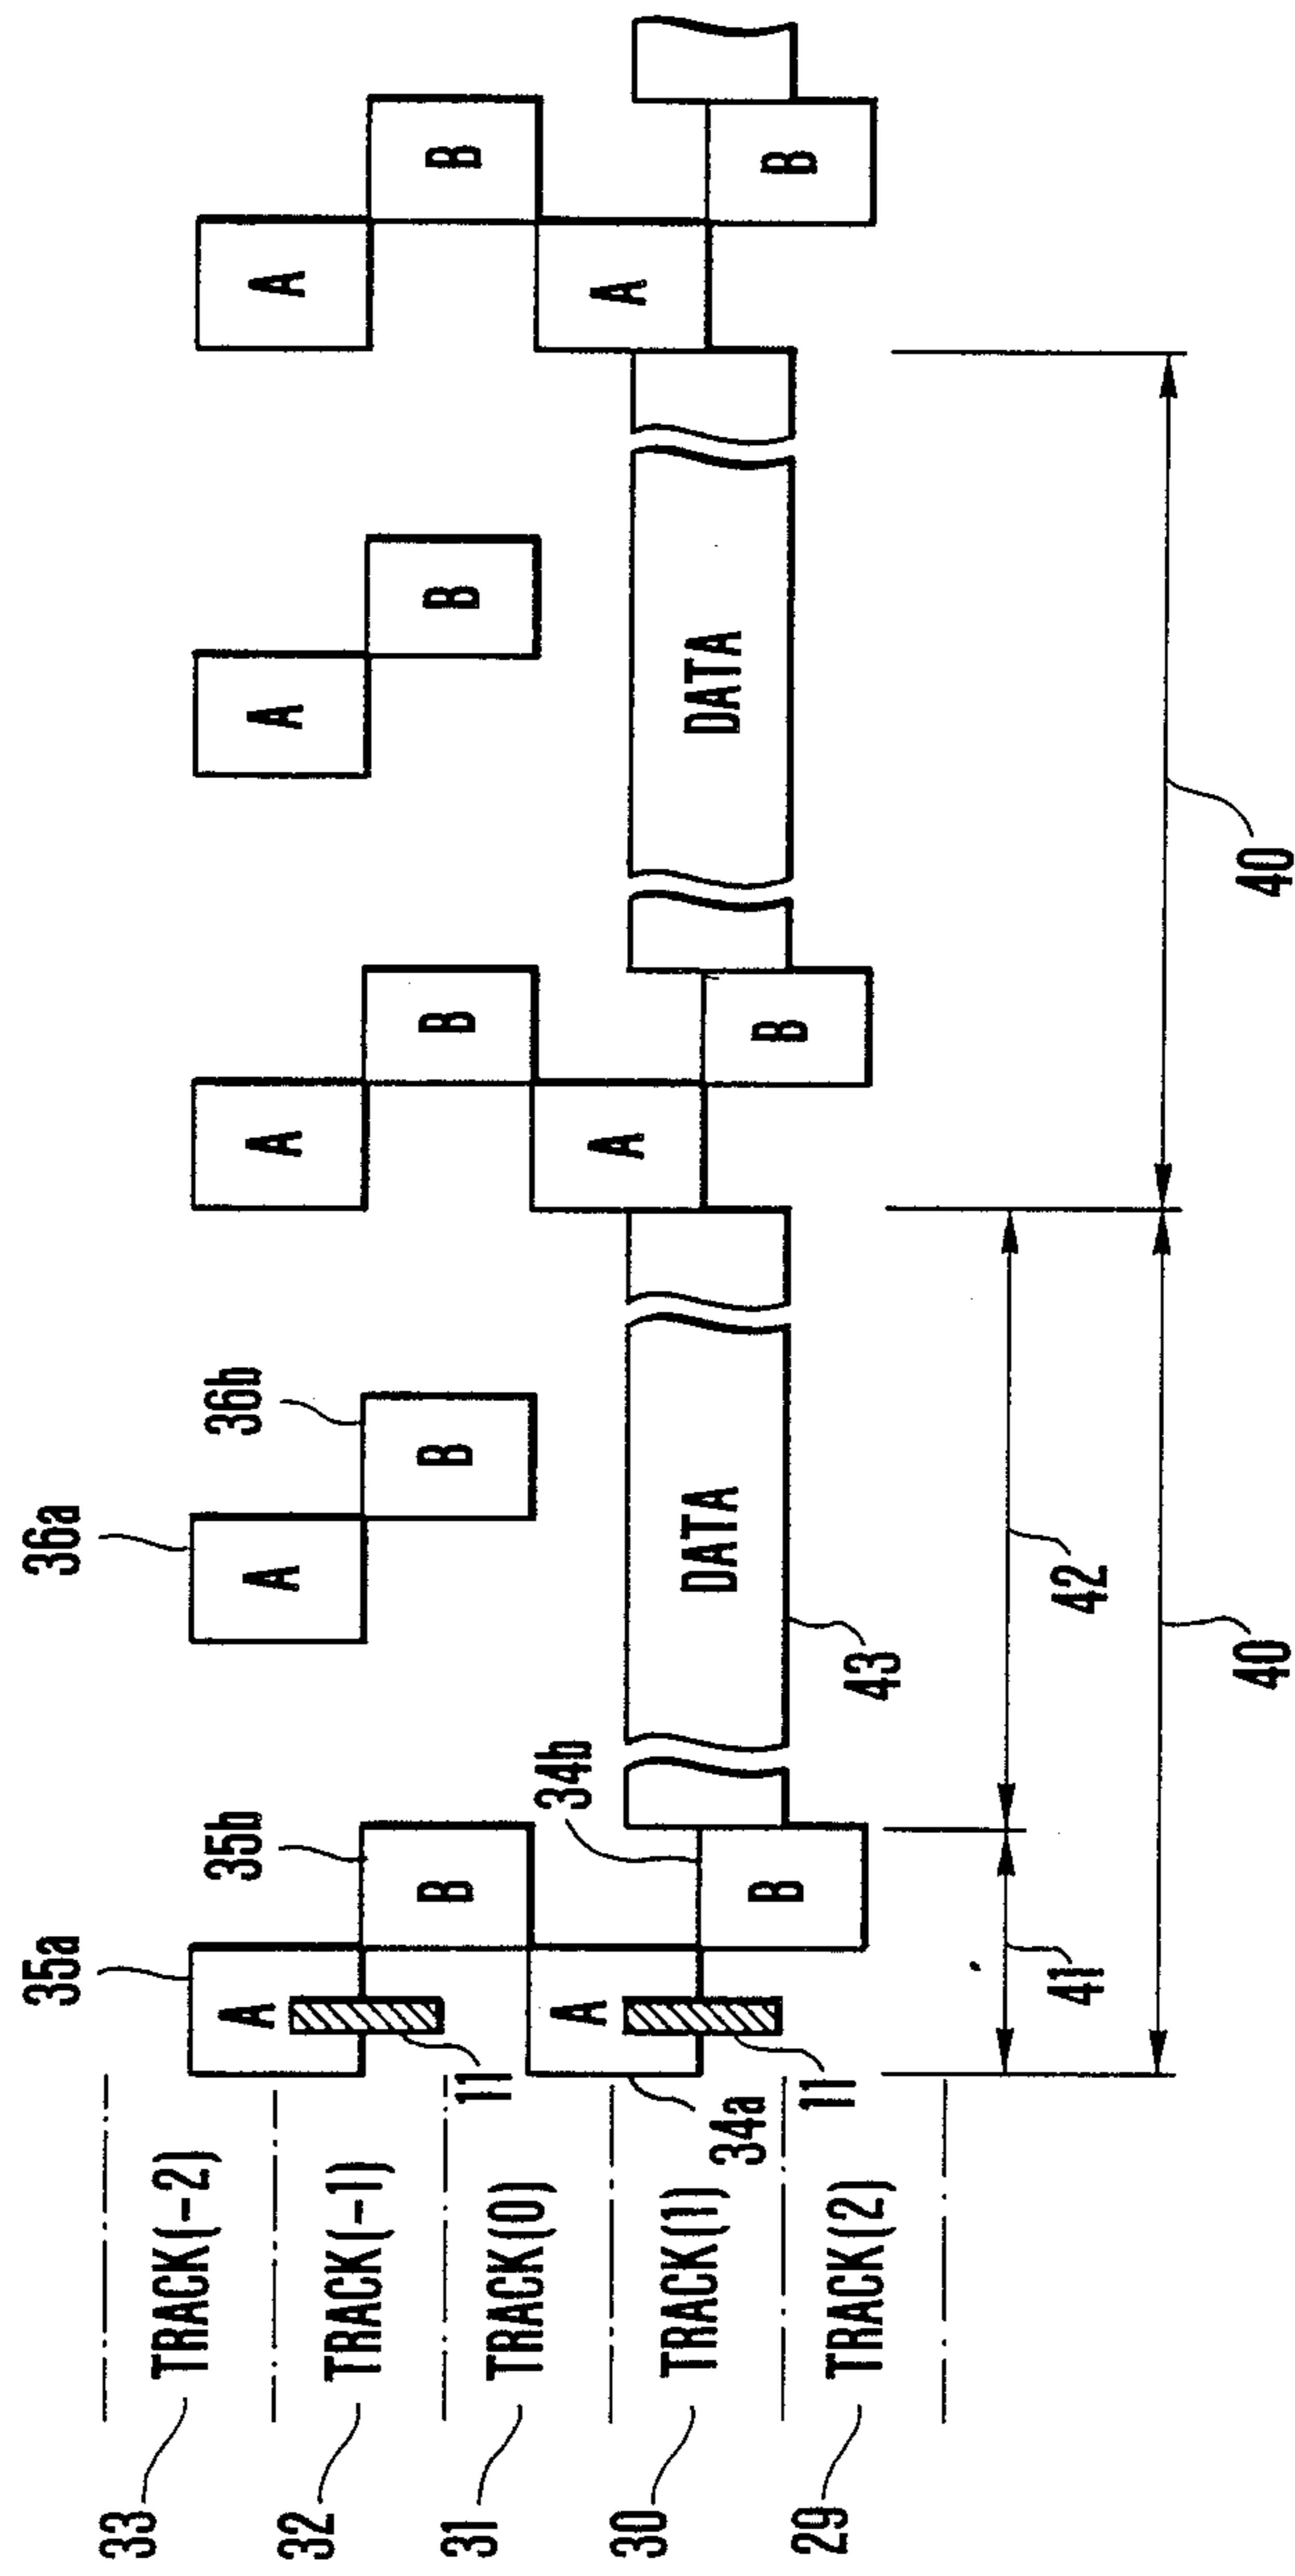 33 TRACK(-2)
32 TRACK(-1)
31 TRACK(0)
30 TRACK(1)
29 TRACK(2)
35a
36a
A
A
A
A
A
11
35b
36b
B
B
B
B
B
A
A
A
34a
11
34b
DATA
DATA
B
B
B
43
41
42
40
40